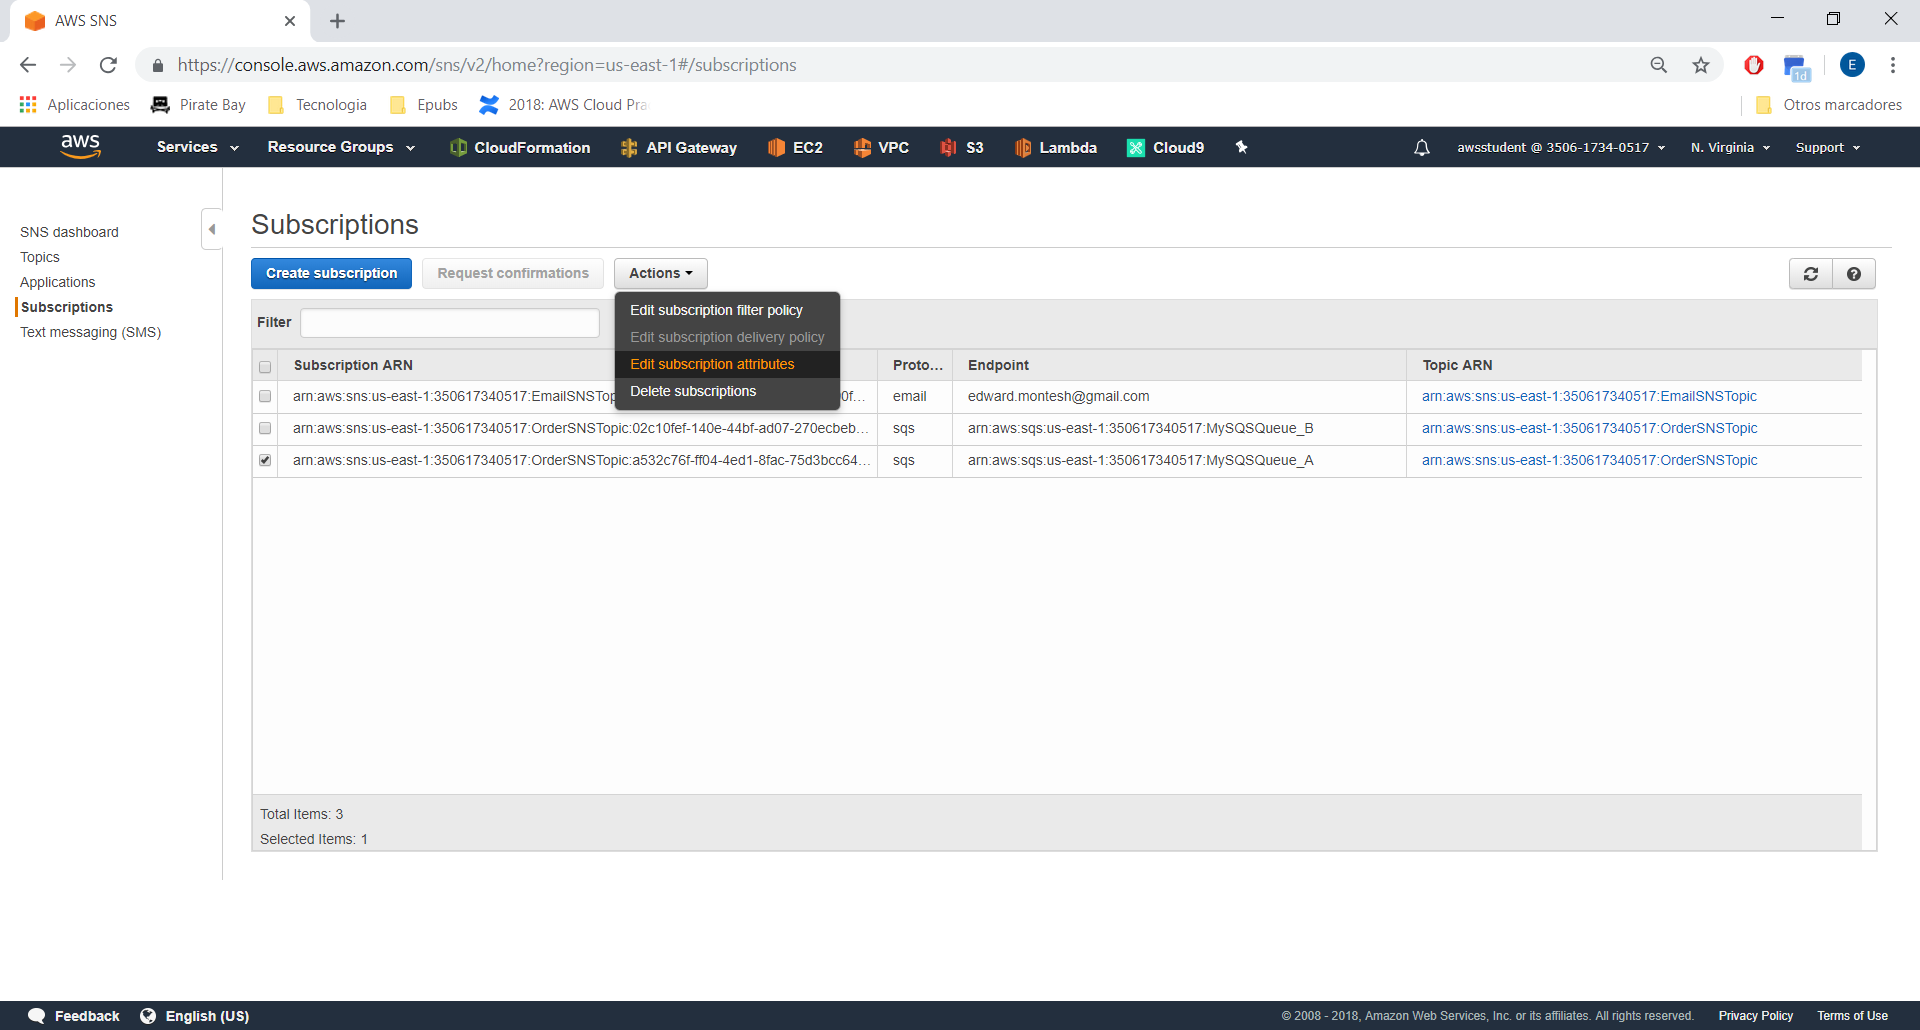 AWS SNS
https://console.aws.amazon.com/sns/v2/home?region=us-east-1#/subscriptions
1d
E
Aplicaciones Pirate Bay Tecnologia Epubs 2018: AWS Cloud Pra
Otros marcadores
aws Services Resource Groups CloudFormation API Gateway EC2 VPC S3 Lambda Cloud9 awsstudent @ 3506-1734-0517 N. Virginia Support
SNS dashboard
Topics
Applications
Subscriptions
Text messaging (SMS)
Subscriptions
Create subscription Request confirmations Actions
Edit subscription filter policy
Edit subscription delivery policy
Edit subscription attributes
Delete subscriptions
Filter
Subscription ARN Proto... Endpoint Topic ARN
arn:aws:sns:us-east-1:350617340517:EmailSNSTop 0f... email edward.montesh@gmail.com arn:aws:sns:us-east-1:350617340517:EmailSNSTopic
arn:aws:sns:us-east-1:350617340517:OrderSNSTopic:02c10fef-140e-44bf-ad07-270ecbeb... sqs arn:aws:sqs:us-east-1:350617340517:MySQSQueue_B arn:aws:sns:us-east-1:350617340517:OrderSNSTopic
arn:aws:sns:us-east-1:350617340517:OrderSNSTopic:a532c76f-ff04-4ed1-8fac-75d3bcc64... sqs arn:aws:sqs:us-east-1:350617340517:MySQSQueue_A arn:aws:sns:us-east-1:350617340517:OrderSNSTopic
Total Items: 3
Selected Items: 1
Feedback English (US)
© 2008 - 2018, Amazon Web Services, Inc. or its affiliates. All rights reserved. Privacy Policy Terms of Use